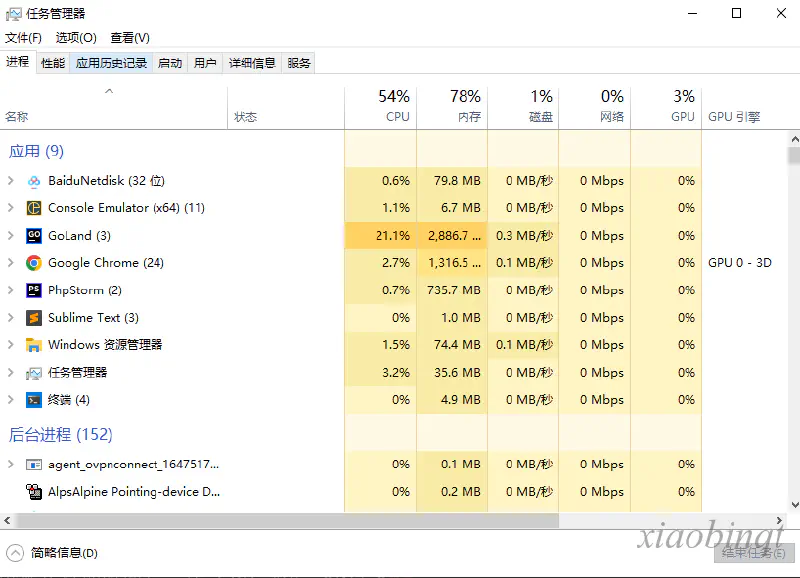 任务管理器
文件(F) 选项(O) 查看(V)
进程 性能 应用历史记录 启动 用户 详细信息 服务
54% 78% 1% 0% 3%
名称 状态 CPU 内存 磁盘 网络 GPU GPU 引擎
应用 (9)
BaiduNetdisk (32 位) 0.6% 79.8 MB 0 MB/秒 0 Mbps 0%
Console Emulator (x64) (11) 1.1% 6.7 MB 0 MB/秒 0 Mbps 0%
GO GoLand (3) 21.1% 2,886.7 ... 0.3 MB/秒 0 Mbps 0%
Google Chrome (24) 2.7% 1,316.5 ... 0.1 MB/秒 0 Mbps 0% GPU 0 - 3D
PS PhpStorm (2) 0.7% 735.7 MB 0 MB/秒 0 Mbps 0%
Sublime Text (3) 0% 1.0 MB 0 MB/秒 0 Mbps 0%
Windows 资源管理器 1.5% 74.4 MB 0.1 MB/秒 0 Mbps 0%
任务管理器 3.2% 35.6 MB 0 MB/秒 0 Mbps 0%
终端 (4) 0% 4.9 MB 0 MB/秒 0 Mbps 0%
后台进程 (152)
agent_ovpnconnect_1647517... 0% 0.1 MB 0 MB/秒 0 Mbps 0%
AlpsAlpine Pointing-device D... 0% 0.2 MB 0 MB/秒 0 Mbps 0%
xiaobinqt
简略信息(D) 结束任务(E)